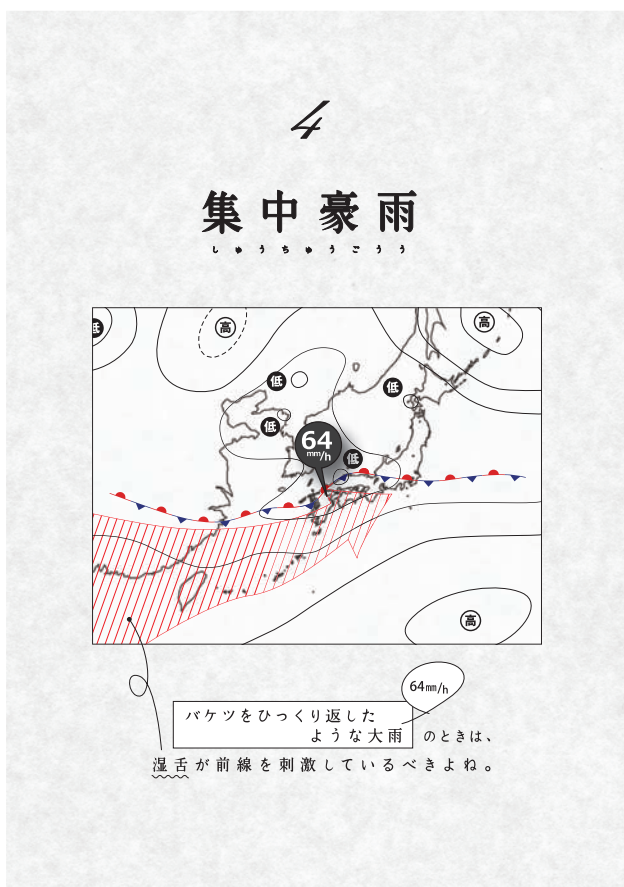 4
集中豪雨
しゅうちゅうごうう
低
高
高
低
低
低
64
mm/h
低
高
64mm/h
バケツをひっくり返した
ような大雨
のときは、
湿舌が前線を刺激しているべきよね。